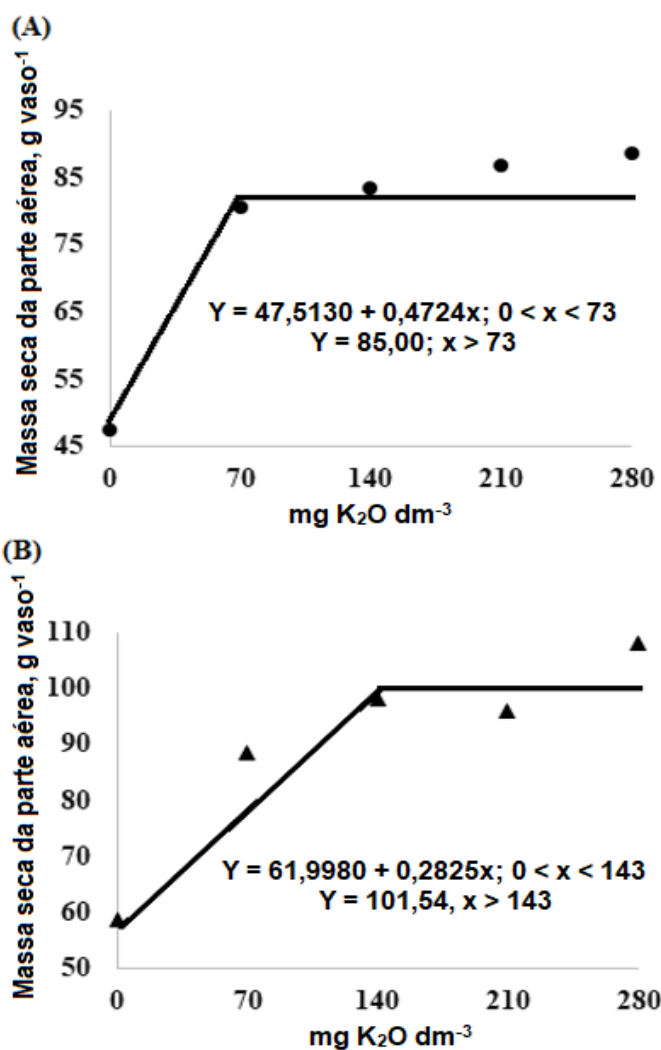 (A)
Massa seca da parte aérea, g vaso⁻¹
95
85
75
65
55
45
Y = 47,5130 + 0,4724x; 0 < x < 73
Y = 85,00; x > 73
0 70 140 210 280
mg K₂O dm⁻³
(B)
Massa seca da parte aérea, g vaso⁻¹
110
100
90
80
70
60
50
Y = 61,9980 + 0,2825x; 0 < x < 143
Y = 101,54, x > 143
0 70 140 210 280
mg K₂O dm⁻³